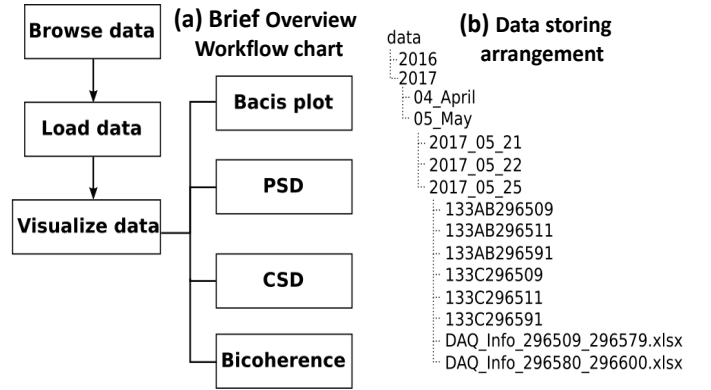 (a) Brief Overview
Workflow chart
Browse data
Load data
Visualize data
Bacis plot
PSD
CSD
Bicoherence
(b) Data storing
arrangement
data
2016
2017
04_April
05_May
2017_05_21
2017_05_22
2017_05_25
133AB296509
133AB296511
133AB296591
133C296509
133C296511
133C296591
DAQ_Info_296509_296579.xlsx
DAQ_Info_296580_296600.xlsx